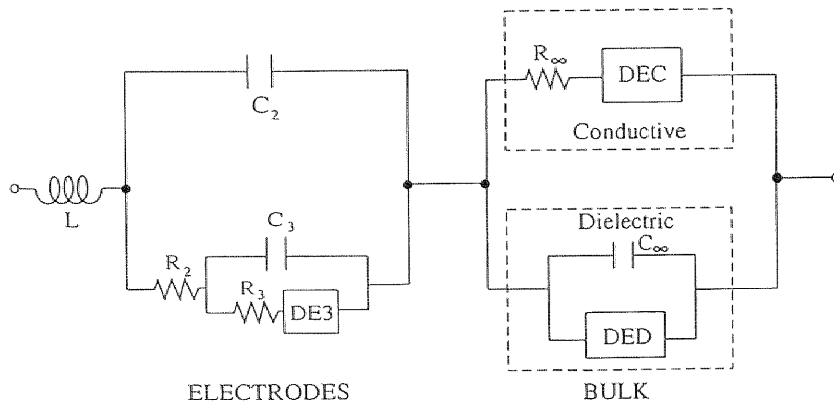 L
C₂
C₃
R₂
R₃
DE3
ELECTRODES
R∞
DEC
Conductive
Dielectric
C∞
DED
BULK